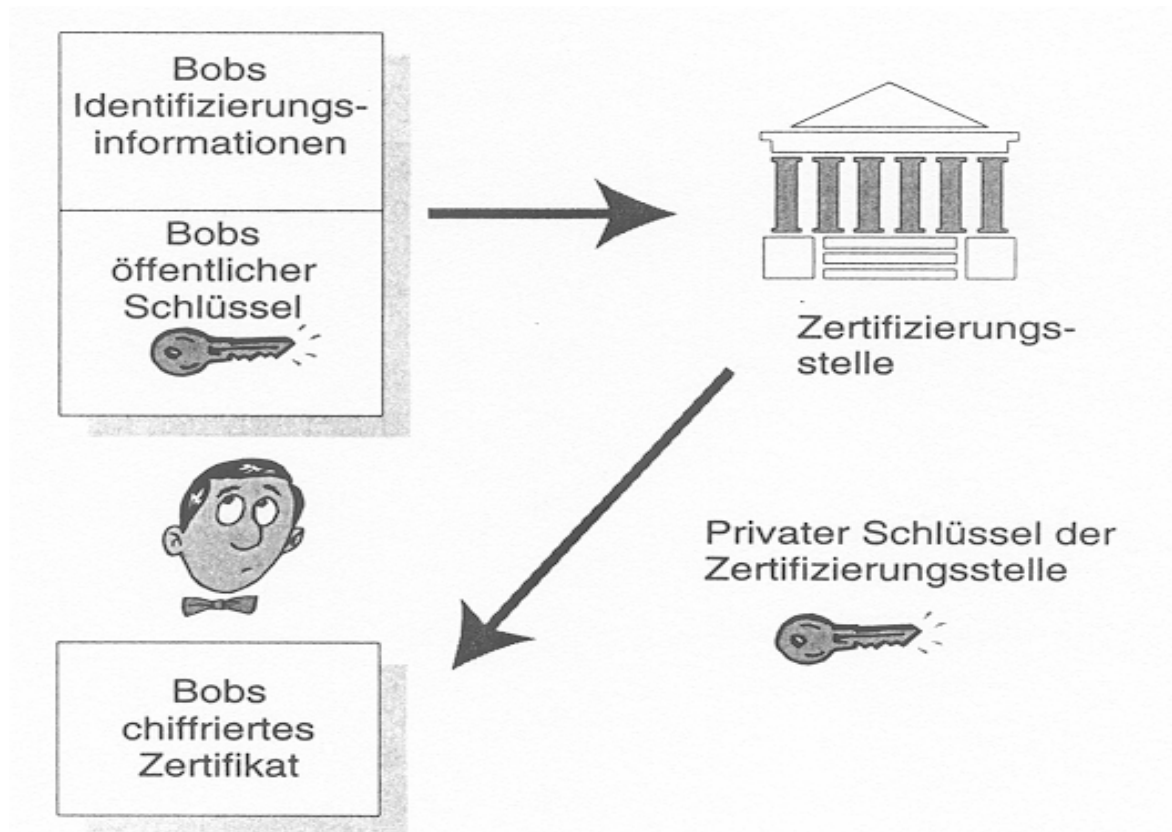 Bobs
Identifizierungs-
informationen
Bobs
öffentlicher
Schlüssel
Zertifizierungs-
stelle
Privater Schlüssel der
Zertifizierungsstelle
Bobs
chiffriertes
Zertifikat